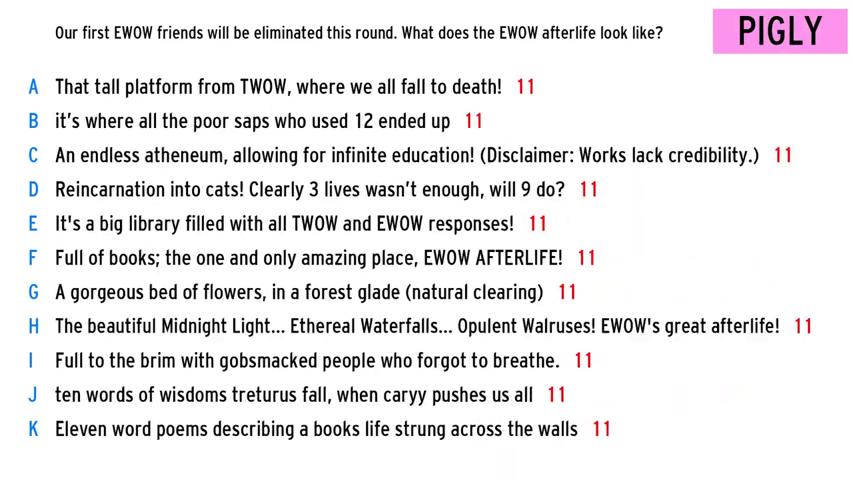 Our first EWOW friends will be eliminated this round. What does the EWOW afterlife look like?
PIGLY
A That tall platform from TWOW, where we all fall to death! 11
B it's where all the poor saps who used 12 ended up 11
C An endless atheneum, allowing for infinite education! (Disclaimer: Works lack credibility.) 11
D Reincarnation into cats! Clearly 3 lives wasn't enough, will 9 do? 11
E It's a big library filled with all TWOW and EWOW responses! 11
F Full of books; the one and only amazing place, EWOW AFTERLIFE! 11
G A gorgeous bed of flowers, in a forest glade (natural clearing) 11
H The beautiful Midnight Light... Ethereal Waterfalls... Opulent Walruses! EWOW's great afterlife! 11
I Full to the brim with gobsmacked people who forgot to breathe. 11
J ten words of wisdoms treturus fall, when caryy pushes us all 11
K Eleven word poems describing a books life strung across the walls 11